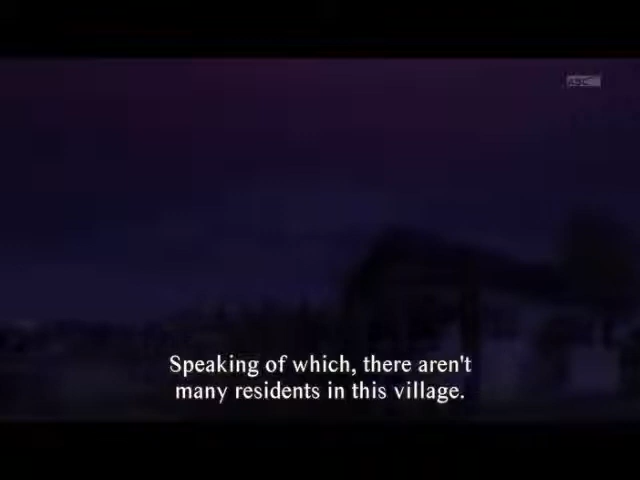 Speaking of which, there aren't
many residents in this village.